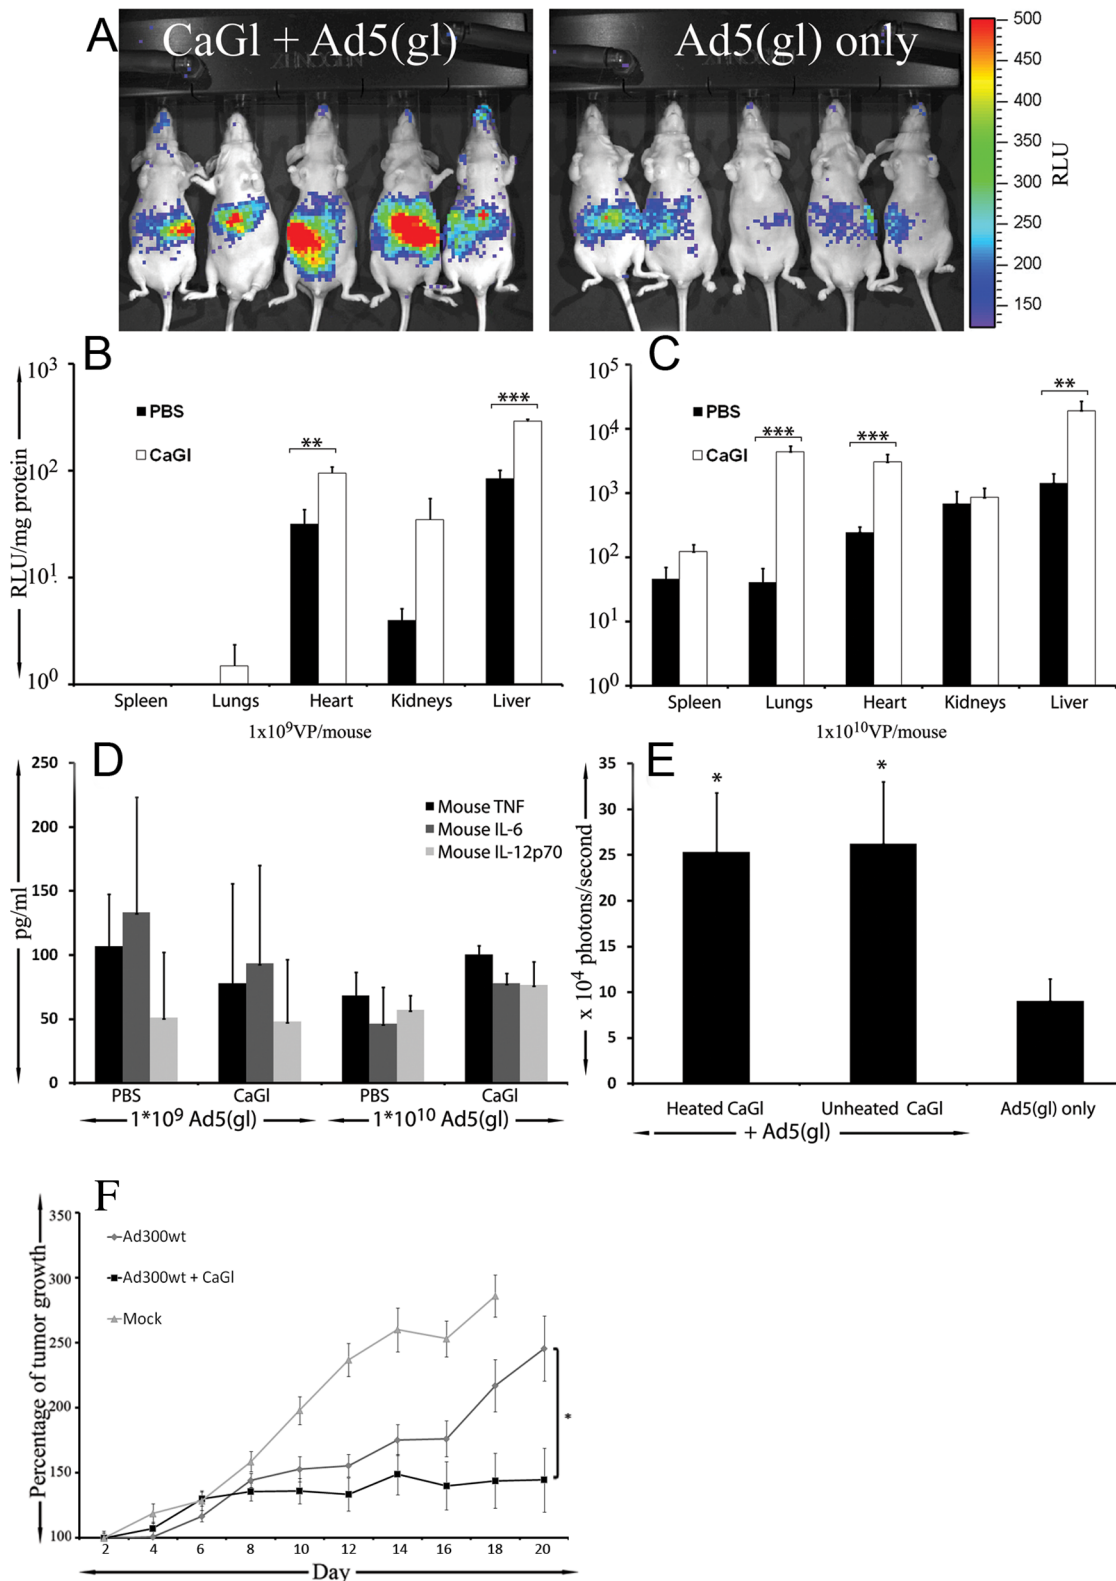 A
CaGl + Ad5(gl)
Ad5(gl) only
500
450
400
350
300
250
200
150
RLU
B
10³
10²
10¹
10⁰
RLU/mg protein
PBS
CaGl
**
***
Spleen Lungs Heart Kidneys Liver
1x10⁹VP/mouse
C
10⁵
10⁴
10³
10²
10¹
10⁰
PBS
CaGl
***
***
**
Spleen Lungs Heart Kidneys Liver
1x10¹⁰VP/mouse
D
250
200
150
100
50
0
pg/ml
Mouse TNF
Mouse IL-6
Mouse IL-12p70
PBS CaGl PBS CaGl
1*10⁹ Ad5(gl) 1*10¹⁰ Ad5(gl)
E
35
30
25
20
15
10
5
0
x 10⁴ photons/second
*
*
Heated CaGl Unheated CaGl Ad5(gl) only
+ Ad5(gl)
F
350
300
250
200
150
100
Percentage of tumor growth
Ad300wt
Ad300wt + CaGl
Mock
*
2 4 6 8 10 12 14 16 18 20
Day